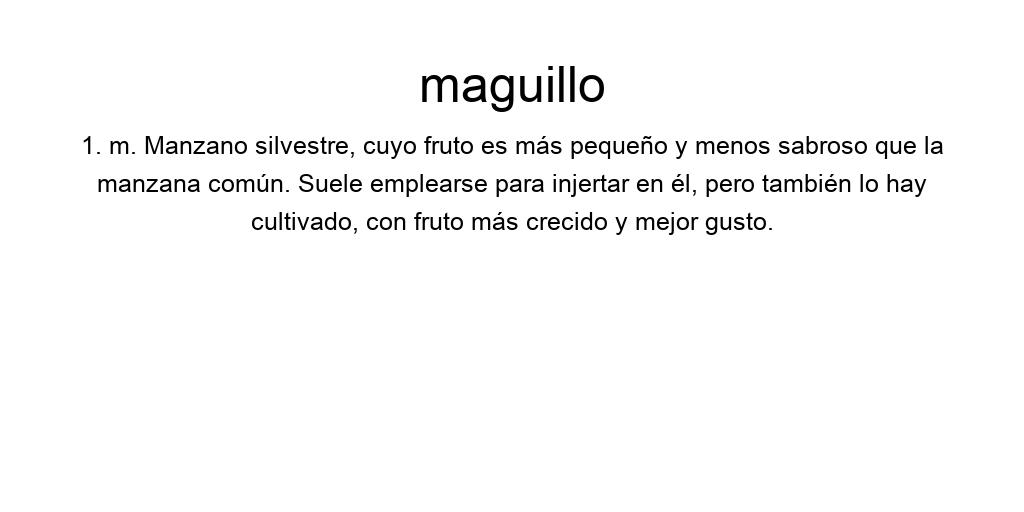 maguillo
1. m. Manzano silvestre, cuyo fruto es más pequeño y menos sabroso que la
manzana común. Suele emplearse para injertar en él, pero también lo hay
cultivado, con fruto más crecido y mejor gusto.